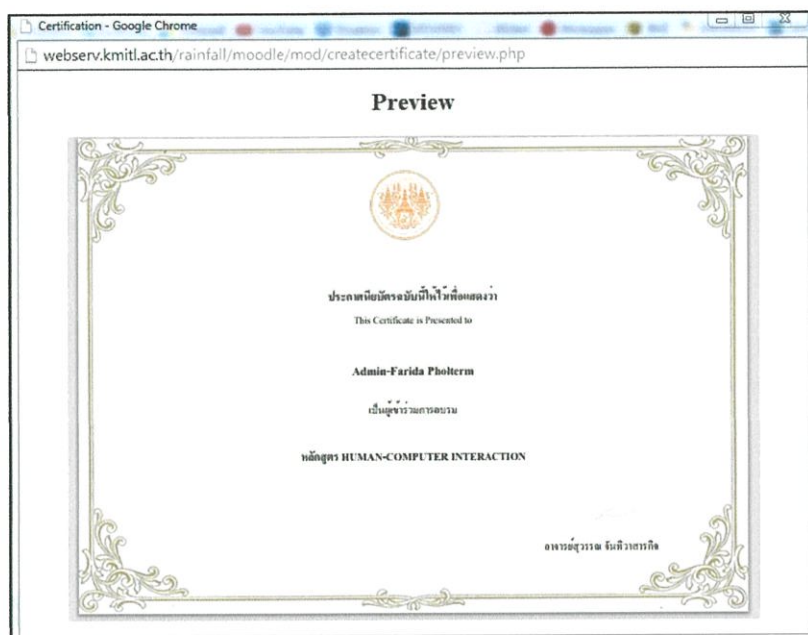 Certification - Google Chrome
webserv.kmitl.ac.th/rainfall/moodle/mod/createcertificate/preview.php
Preview
ประกาศนียบัตรฉบับนี้ให้ไว้เพื่อแสดงว่า
This Certificate is Presented to
Admin-Farida Pholterm
เป็นผู้เข้าร่วมการอบรม
หลักสูตร HUMAN-COMPUTER INTERACTION
อาจารย์สุวรรณ จันทิวาสารกิจ